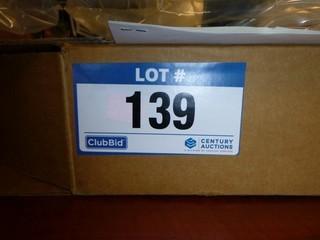 LOT #
139
ClubBid
CENTURY
AUCTIONS